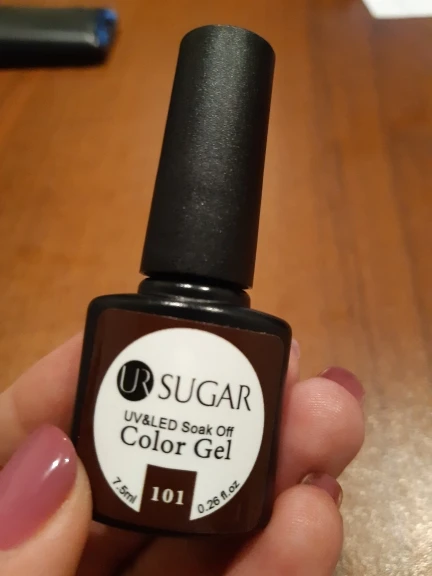 UR SUGAR
UV&LED Soak Off
Color Gel
7.5ml 101 0.26 fl.oz